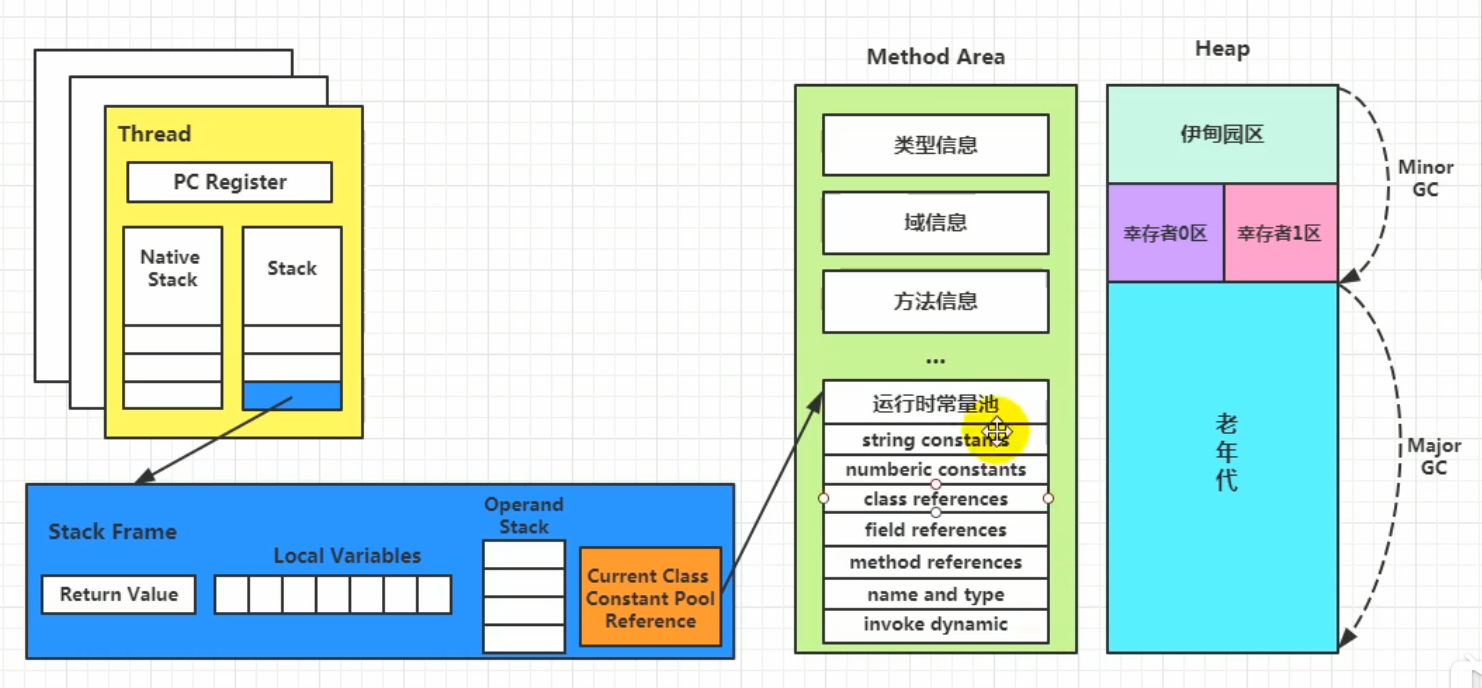 Thread
PC Register
Native
Stack
Stack
Stack Frame
Return Value
Local Variables
Operand
Stack
Current Class
Constant Pool
Reference
Method Area
类型信息
域信息
方法信息
...
运行时常量池
string constants
numberic constants
class references
field references
method references
name and type
invoke dynamic
Heap
伊甸园区
幸存者0区
幸存者1区
老
年
代
Minor
GC
Major
GC